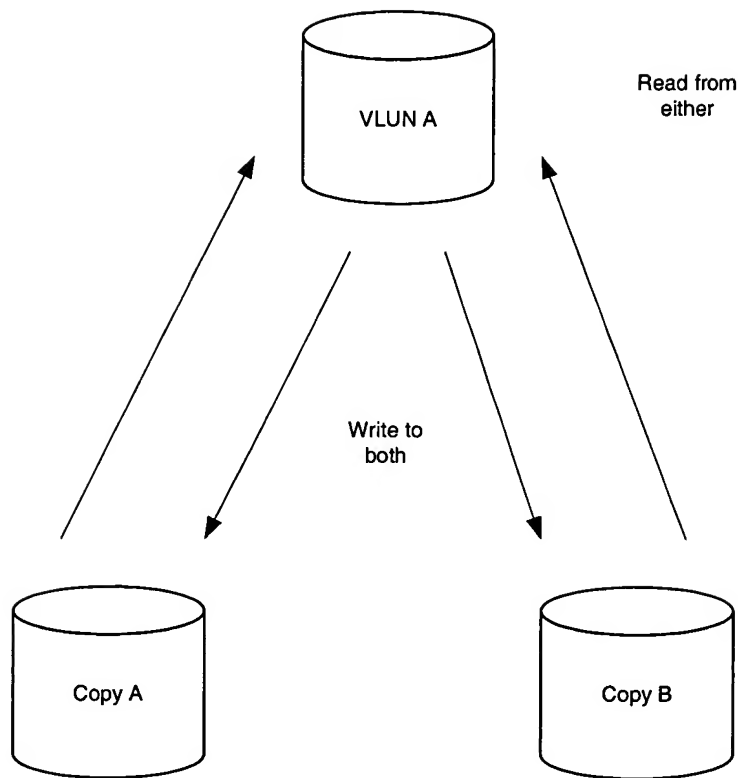 VLUN A
Read from
either
Write to
both
Copy A
Copy B